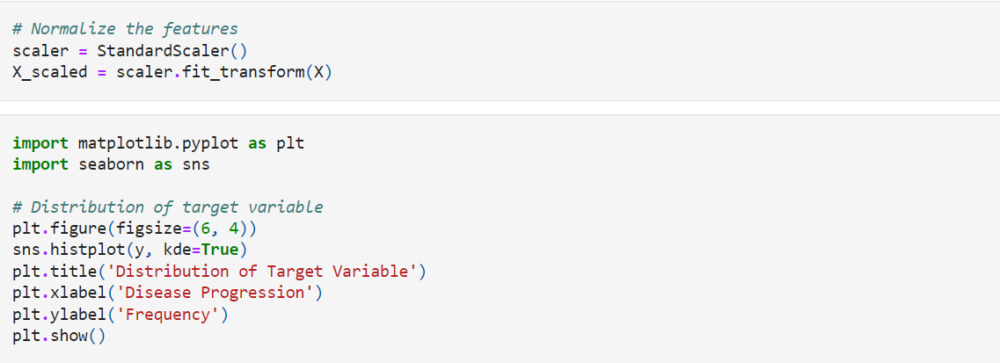 # Normalize the features
scaler = StandardScaler()
X_scaled = scaler.fit_transform(X)
import matplotlib.pyplot as plt
import seaborn as sns
# Distribution of target variable
plt.figure(figsize=(6, 4))
sns.histplot(y, kde=True)
plt.title('Distribution of Target Variable')
plt.xlabel('Disease Progression')
plt.ylabel('Frequency')
plt.show()